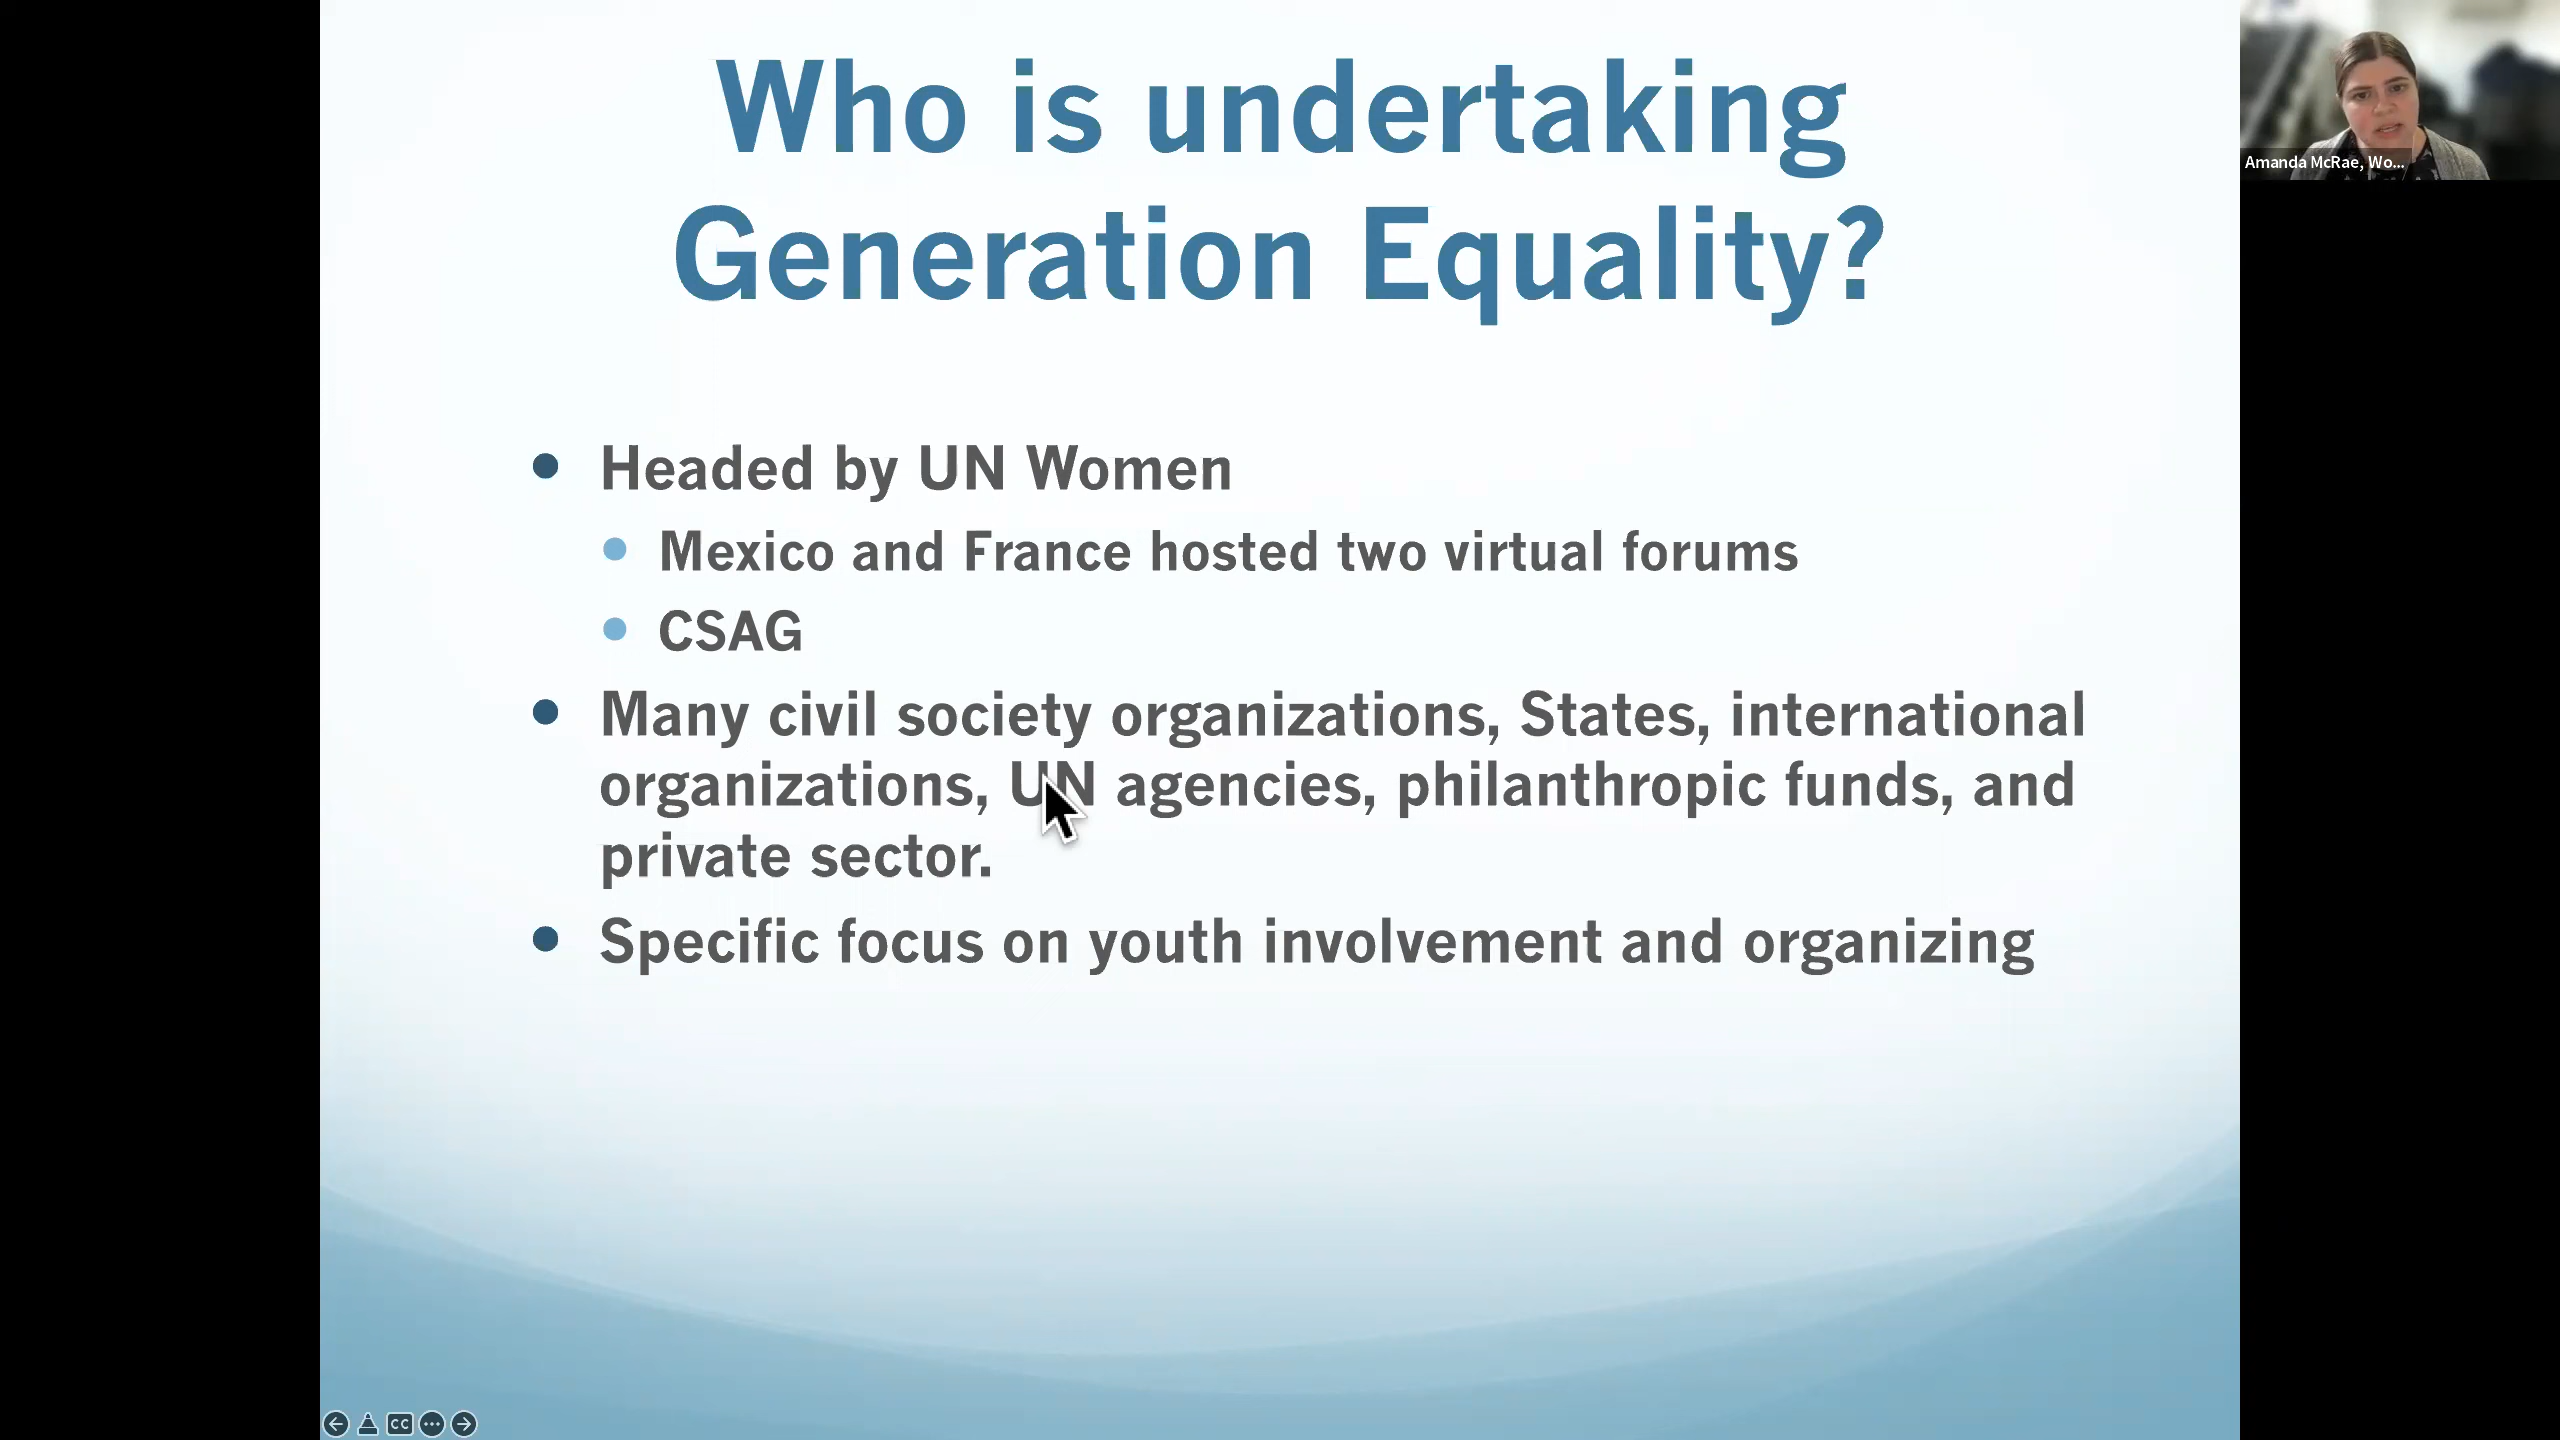 Who is undertaking
Generation Equality?
Headed by UN Women
Mexico and France hosted two virtual forums
CSAG
Many civil society organizations, States, international
organizations, UN agencies, philanthropic funds, and
private sector.
Specific focus on youth involvement and organizing
Amanda McRae, Wo...
CC